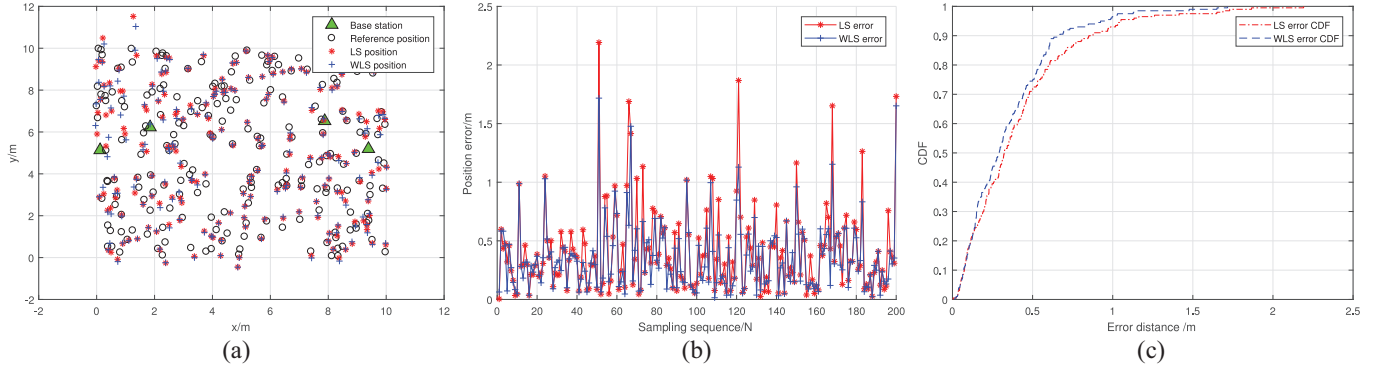 12
10
8
6
4
2
0
-2
y/m
-2
0
2
4
6
8
10
12
x/m
Base station
Reference position
LS position
WLS position
(a)
2.5
2
1.5
1
0.5
0
Position error/m
0
20
40
60
80
100
120
140
160
180
200
Sampling sequence/N
LS error
WLS error
(b)
1
0.9
0.8
0.7
0.6
0.5
0.4
0.3
0.2
0.1
0
CDF
0
0.5
1
1.5
2
2.5
Error distance /m
LS error CDF
WLS error CDF
(c)